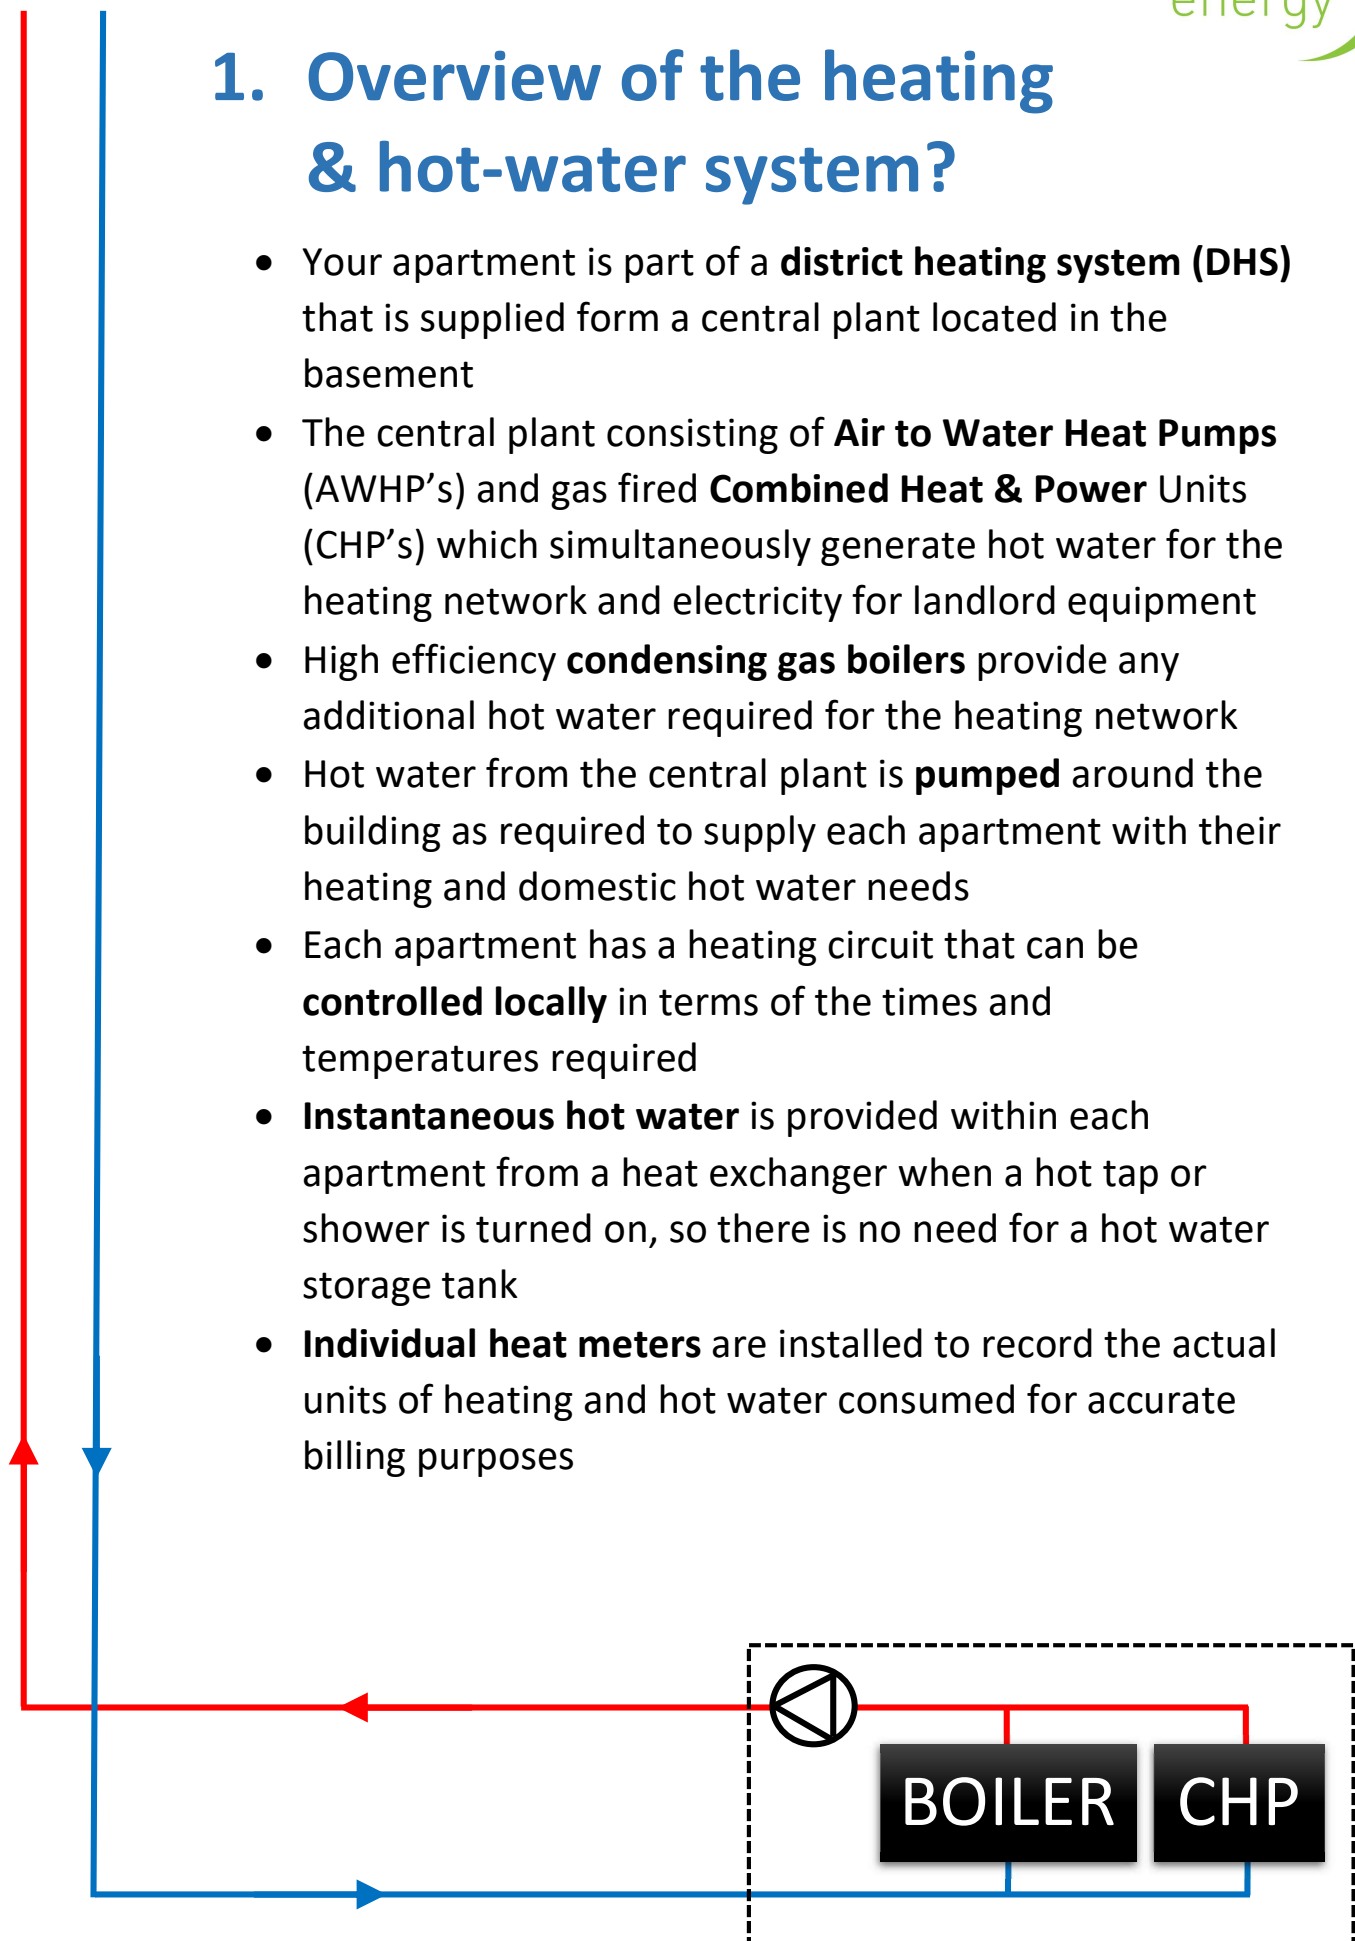 energy
1. Overview of the heating
& hot-water system?
• Your apartment is part of a district heating system (DHS)
that is supplied form a central plant located in the
basement
• The central plant consisting of Air to Water Heat Pumps
(AWHP’s) and gas fired Combined Heat & Power Units
(CHP’s) which simultaneously generate hot water for the
heating network and electricity for landlord equipment
• High efficiency condensing gas boilers provide any
additional hot water required for the heating network
• Hot water from the central plant is pumped around the
building as required to supply each apartment with their
heating and domestic hot water needs
• Each apartment has a heating circuit that can be
controlled locally in terms of the times and
temperatures required
• Instantaneous hot water is provided within each
apartment from a heat exchanger when a hot tap or
shower is turned on, so there is no need for a hot water
storage tank
• Individual heat meters are installed to record the actual
units of heating and hot water consumed for accurate
billing purposes
BOILER CHP